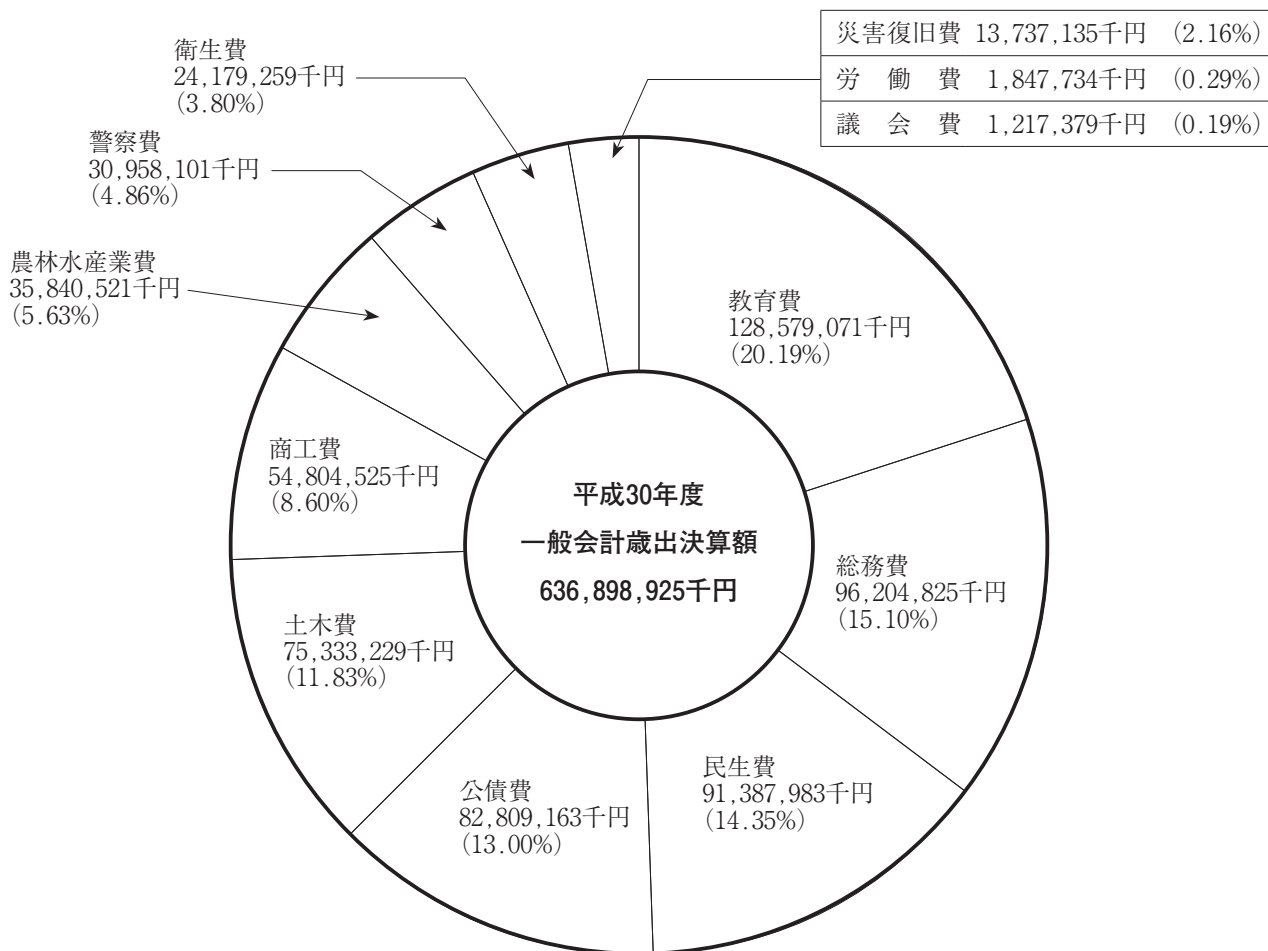 災害復旧費 13,737,135千円 (2.16%)
労働費 1,847,734千円 (0.29%)
議会費 1,217,379千円 (0.19%)
衛生費
24,179,259千円
(3.80%)
警察費
30,958,101千円
(4.86%)
農林水産業費
35,840,521千円
(5.63%)
教育費
128,579,071千円
(20.19%)
商工費
54,804,525千円
(8.60%)
平成30年度
一般会計歳出決算額
636,898,925千円
総務費
96,204,825千円
(15.10%)
土木費
75,333,229千円
(11.83%)
民生費
91,387,983千円
(14.35%)
公債費
82,809,163千円
(13.00%)